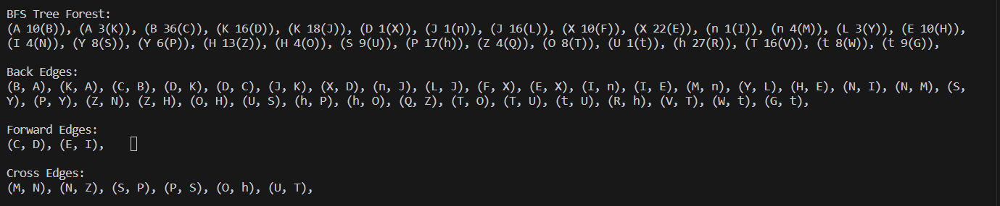 BFS Tree Forest:
(A 10(B)), (A 3(K)), (B 36(C)), (K 16(D)), (K 18(J)), (D 1(X)), (J 1(n)), (J 16(L)), (X 10(F)), (X 22(E)), (n 1(I)), (n 4(M)), (L 3(Y)), (E 10(H)),
(I 4(N)), (Y 8(S)), (Y 6(P)), (H 13(Z)), (H 4(O)), (S 9(U)), (P 17(h)), (Z 4(Q)), (O 8(T)), (U 1(t)), (h 27(R)), (T 16(V)), (t 8(W)), (t 9(G)),
Back Edges:
(B, A), (K, A), (C, B), (D, K), (D, C), (J, K), (X, D), (n, J), (L, J), (F, X), (E, X), (I, n), (I, E), (M, n), (Y, L), (H, E), (N, I), (N, M), (S,
Y), (P, Y), (Z, N), (Z, H), (O, H), (U, S), (h, P), (h, O), (Q, Z), (T, O), (T, U), (t, U), (R, h), (V, T), (W, t), (G, t),
Forward Edges:
(C, D), (E, I),
Cross Edges:
(M, N), (N, Z), (S, P), (P, S), (O, h), (U, T),